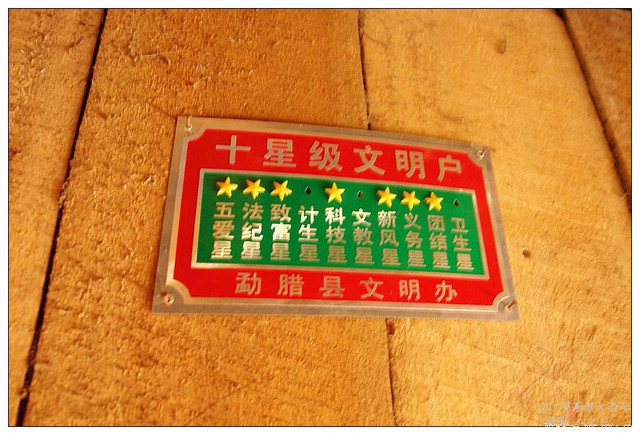 十星级文明户
五爱星 法纪星 致富星 计生星 科技星 文教星 新风星 义务星 团结星 卫生星
勐腊县文明办